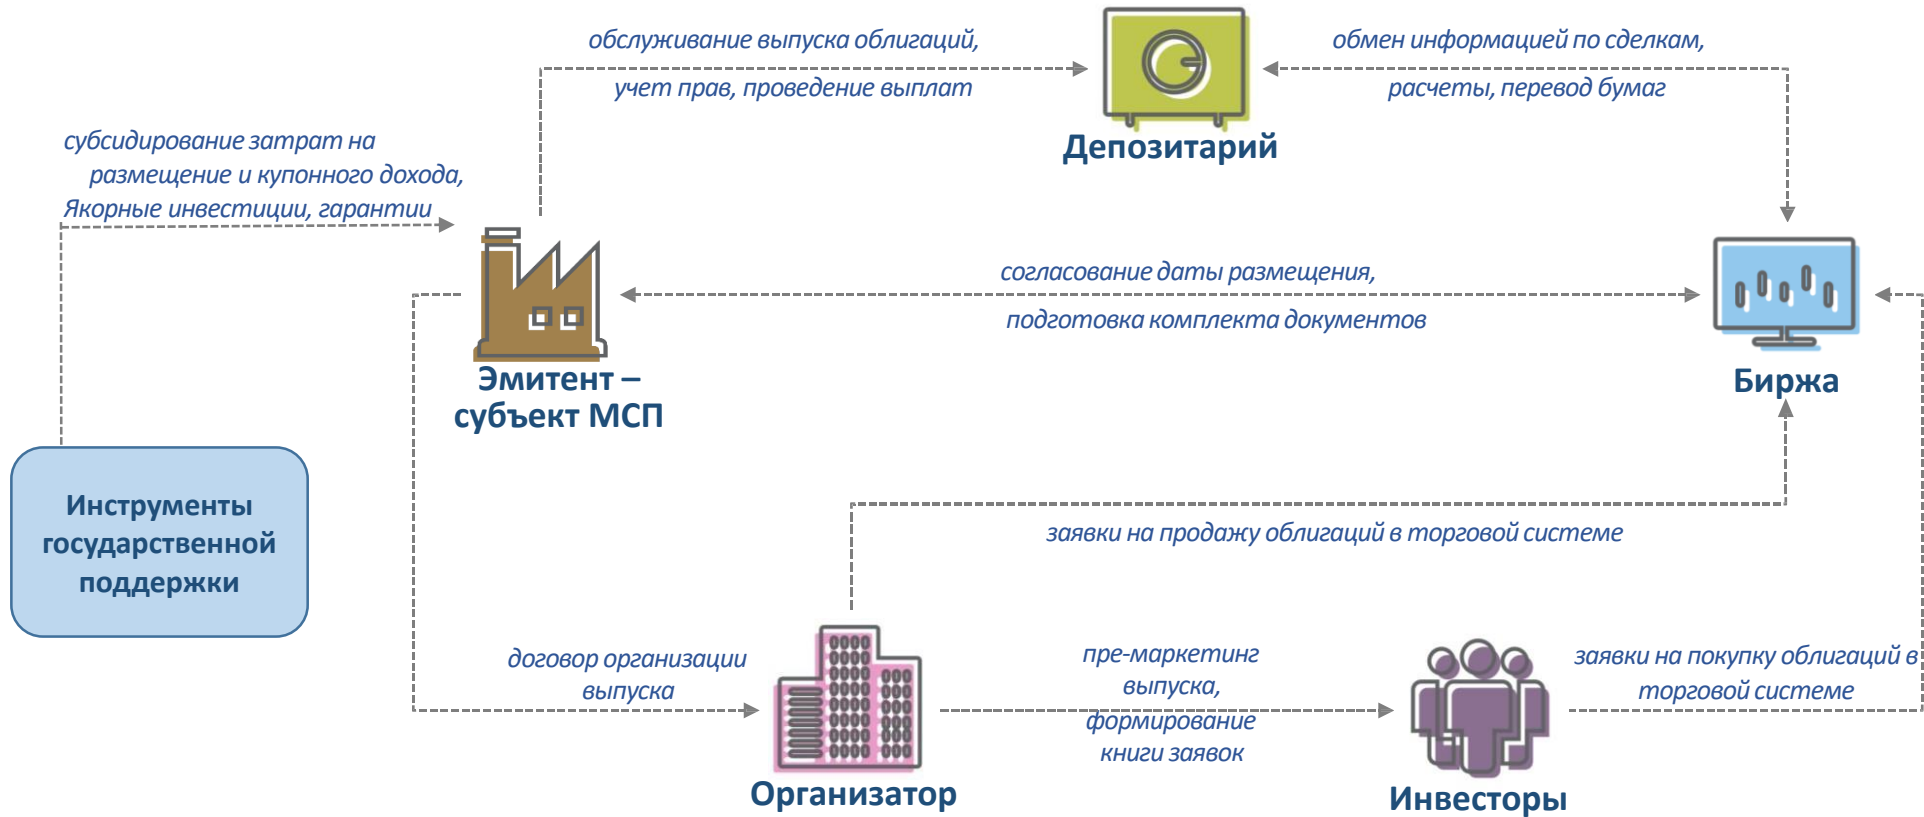 обслуживание выпуска облигаций,
учет прав, проведение выплат
обмен информацией по сделкам,
расчеты, перевод бумаг
Депозитарий
субсидирование затрат на
размещение и купонного дохода,
Якорные инвестиции, гарантии
согласование даты размещения,
подготовка комплекта документов
Эмитент –
субъект МСП
Биржа
Инструменты
государственной
поддержки
заявки на продажу облигаций в торговой системе
договор организации
выпуска
пре-маркетинг
выпуска,
формирование
книги заявок
заявки на покупку облигаций в
торговой системе
Организатор
Инвесторы